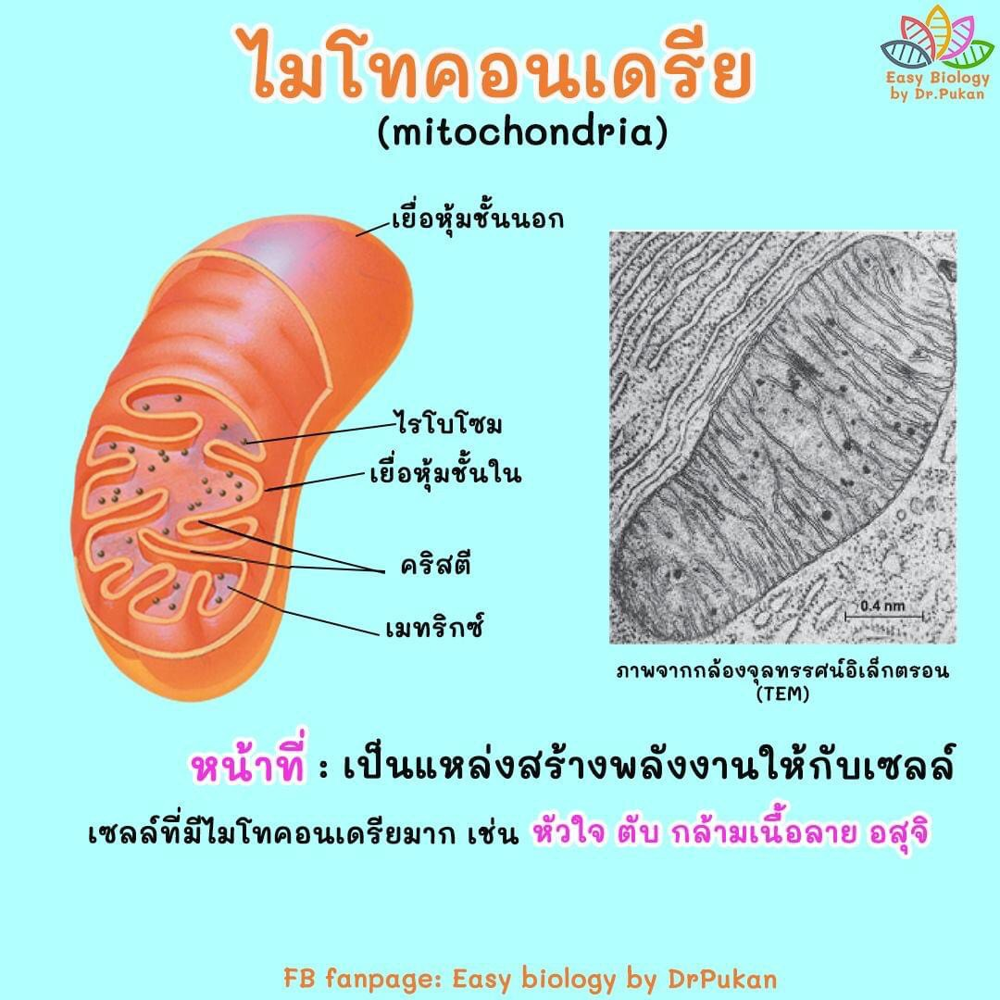 ไมโทคอนเดรีย
(mitochondria)
Easy Biology
by Dr.Pukan
เยื่อหุ้มชั้นนอก
ไรโบโซม
เยื่อหุ้มชั้นใน
คริสตี
เมทริกซ์
0.4 nm
ภาพจากกล้องจุลทรรศน์อิเล็กตรอน
(TEM)
หน้าที่ : เป็นแหล่งสร้างพลังงานให้กับเซลล์
เซลล์ที่มีไมโทคอนเดรียมาก เช่น หัวใจ ตับ กล้ามเนื้อลาย อสุจิ
FB fanpage: Easy biology by DrPukan